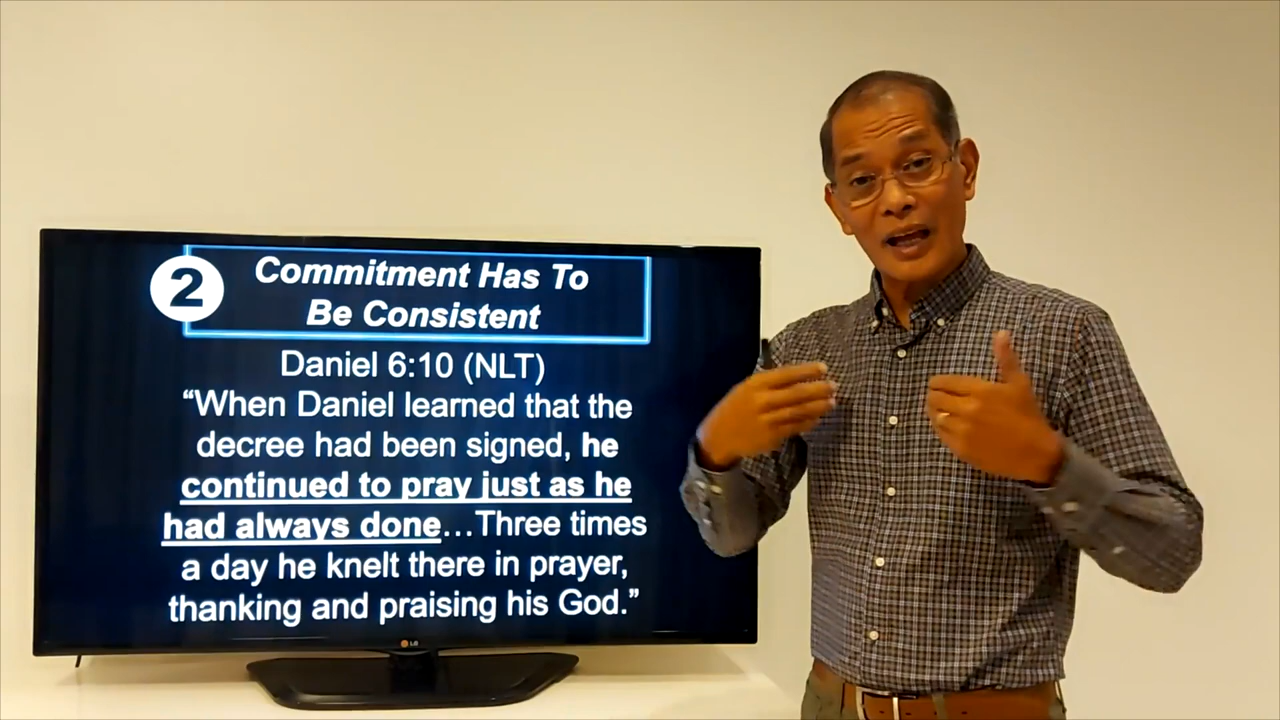 2
Commitment Has To
Be Consistent
Daniel 6:10 (NLT)
“When Daniel learned that the
decree had been signed, he
continued to pray just as he
had always done...Three times
a day he knelt there in prayer,
thanking and praising his God.”
LG